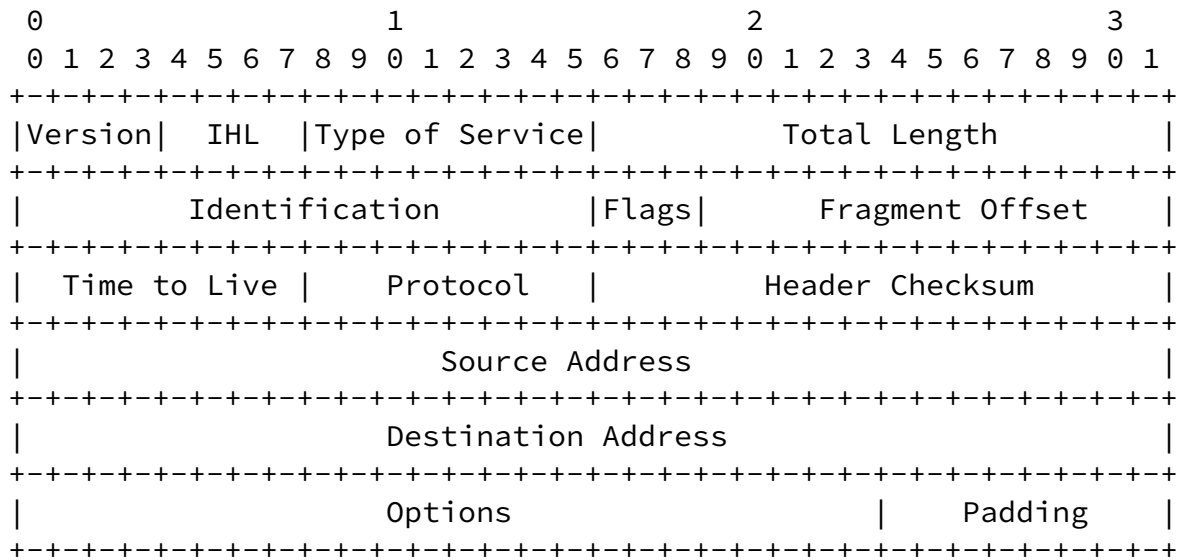 0                   1                   2                   3
 0 1 2 3 4 5 6 7 8 9 0 1 2 3 4 5 6 7 8 9 0 1 2 3 4 5 6 7 8 9 0 1
+-+-+-+-+-+-+-+-+-+-+-+-+-+-+-+-+-+-+-+-+-+-+-+-+-+-+-+-+-+-+-+-+
|Version|  IHL  |Type of Service|          Total Length         |
+-+-+-+-+-+-+-+-+-+-+-+-+-+-+-+-+-+-+-+-+-+-+-+-+-+-+-+-+-+-+-+-+
|         Identification        |Flags|      Fragment Offset    |
+-+-+-+-+-+-+-+-+-+-+-+-+-+-+-+-+-+-+-+-+-+-+-+-+-+-+-+-+-+-+-+-+
|  Time to Live |    Protocol   |         Header Checksum       |
+-+-+-+-+-+-+-+-+-+-+-+-+-+-+-+-+-+-+-+-+-+-+-+-+-+-+-+-+-+-+-+-+
|                       Source Address                          |
+-+-+-+-+-+-+-+-+-+-+-+-+-+-+-+-+-+-+-+-+-+-+-+-+-+-+-+-+-+-+-+-+
|                    Destination Address                        |
+-+-+-+-+-+-+-+-+-+-+-+-+-+-+-+-+-+-+-+-+-+-+-+-+-+-+-+-+-+-+-+-+
|                    Options                    |    Padding    |
+-+-+-+-+-+-+-+-+-+-+-+-+-+-+-+-+-+-+-+-+-+-+-+-+-+-+-+-+-+-+-+-+